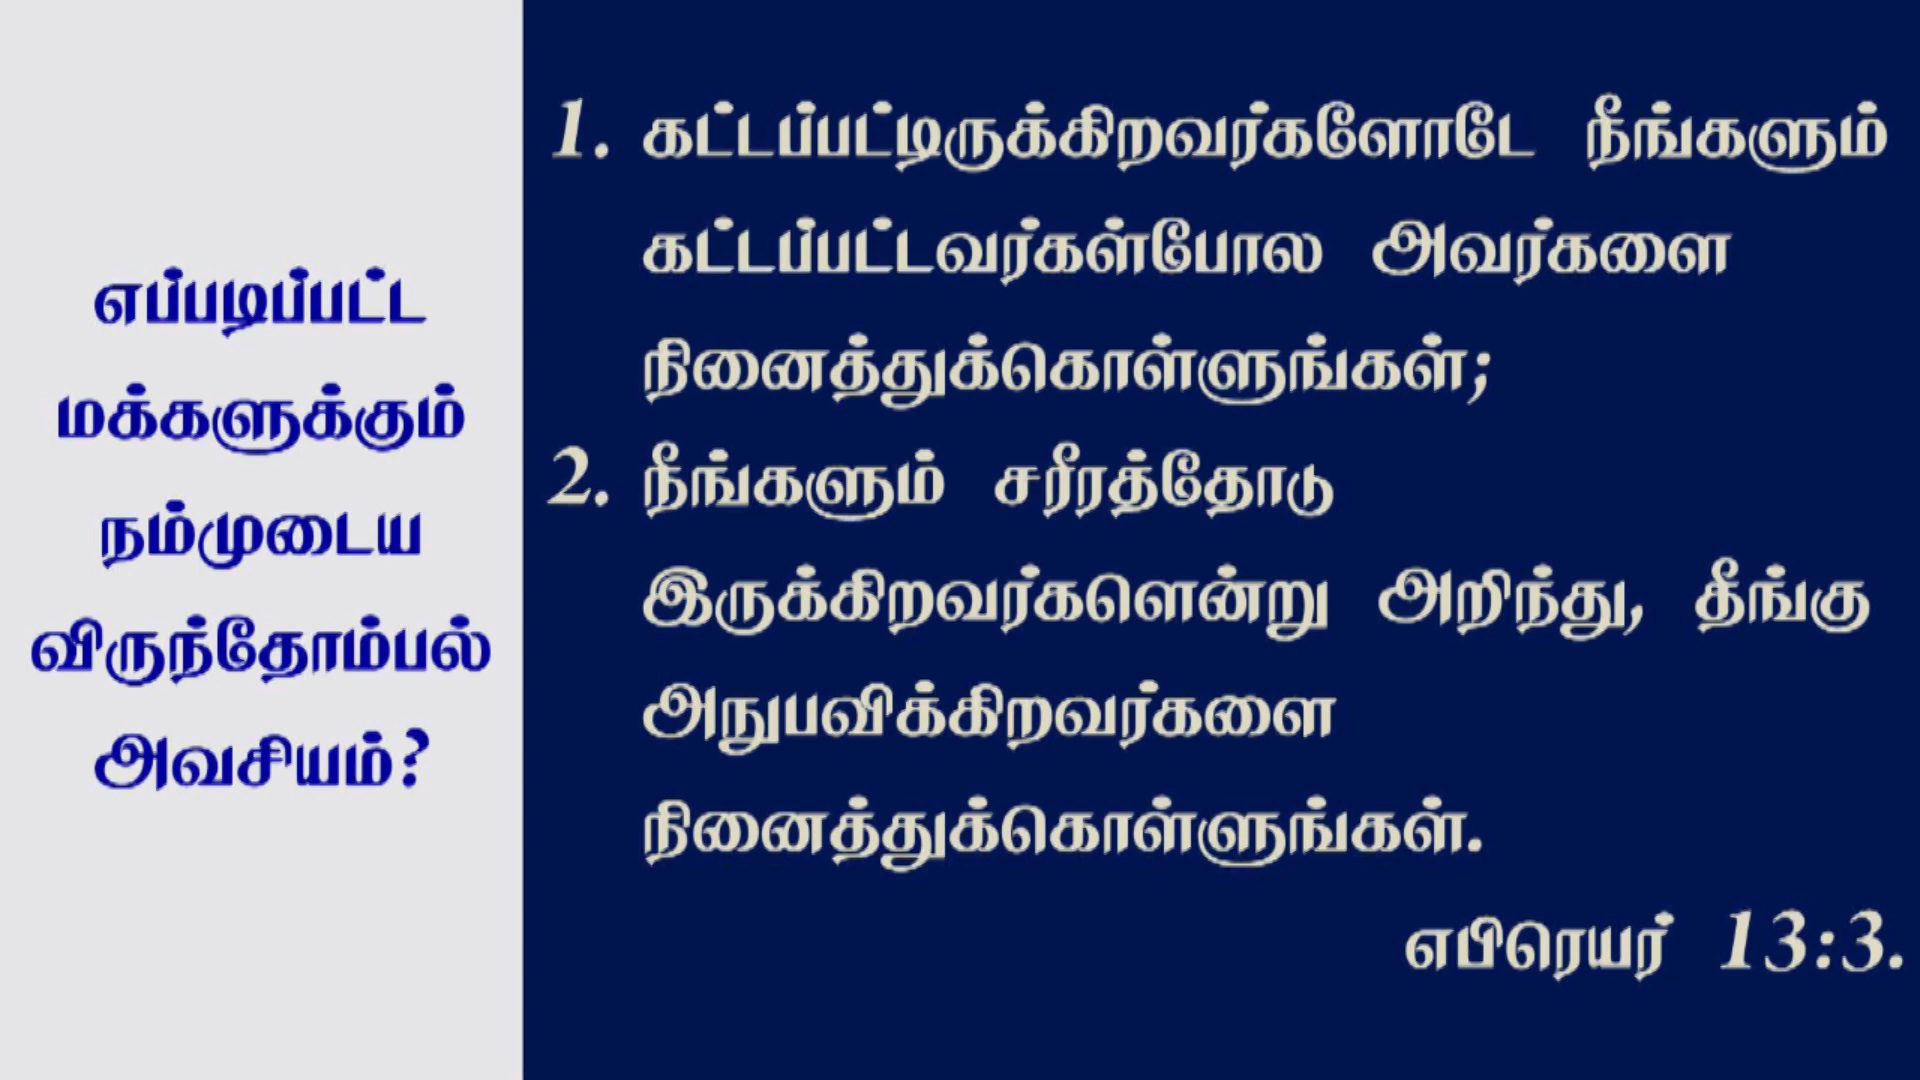 எப்படிப்பட்ட
மக்களுக்கும்
நம்முடைய
விருந்தோம்பல்
அவசியம்?
1. கட்டப்பட்டிருக்கிறவர்களோடே நீங்களும்
கட்டப்பட்டவர்கள்போல அவர்களை
நினைத்துக்கொள்ளுங்கள்;
2. நீங்களும் சரீரத்தோடு
இருக்கிறவர்களென்று அறிந்து, தீங்கு
அநுபவிக்கிறவர்களை
நினைத்துக்கொள்ளுங்கள்.
எபிரெயர் 13:3.